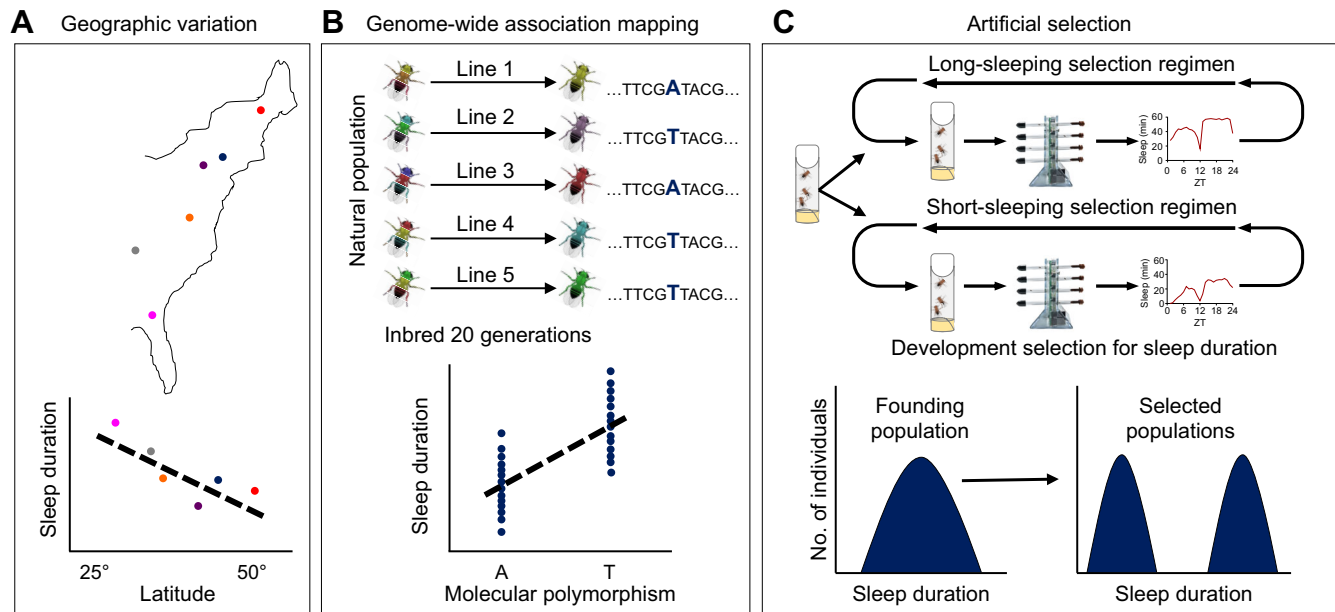 A
Geographic variation
Sleep duration
25°
50°
Latitude
B
Genome-wide association mapping
Natural population
Line 1
...TTCGATACG...
Line 2
...TTCGTTACG...
Line 3
...TTCGATACG...
Line 4
...TTCGTTACG...
Line 5
...TTCGTTACG...
Inbred 20 generations
Sleep duration
A
T
Molecular polymorphism
C
Artificial selection
Long-sleeping selection regimen
Sleep (min)
60
40
20
0
0 6 12 18 24
ZT
Short-sleeping selection regimen
Sleep (min)
60
40
20
0
0 6 12 18 24
ZT
Development selection for sleep duration
No. of individuals
Founding
population
Sleep duration
Selected
populations
Sleep duration